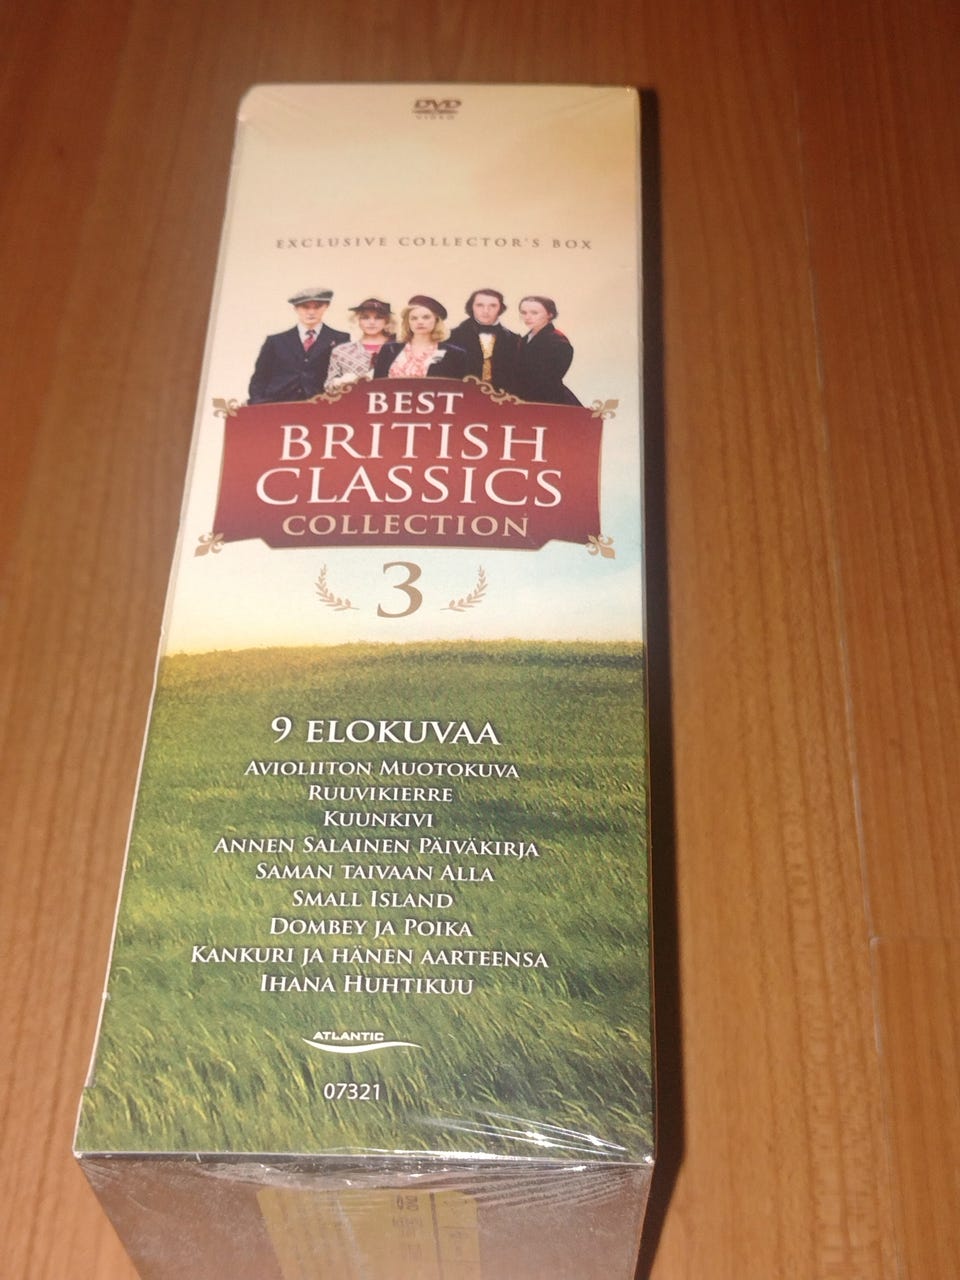 DVD
VIDEO
EXCLUSIVE COLLECTOR'S BOX
BEST
BRITISH
CLASSICS
COLLECTION
3
9 ELOKUVAA
AVIOLIITON MUOTOKUVA
RUUVIKIERRE
KUUNKIVI
ANNEN SALAINEN PÄIVÄKIRJA
SAMAN TAIVAAN ALLA
SMALL ISLAND
DOMBEY JA POIKA
KANKURI JA HÄNEN AARTEENSA
IHANA HUHTIKUU
ATLANTIC
07321